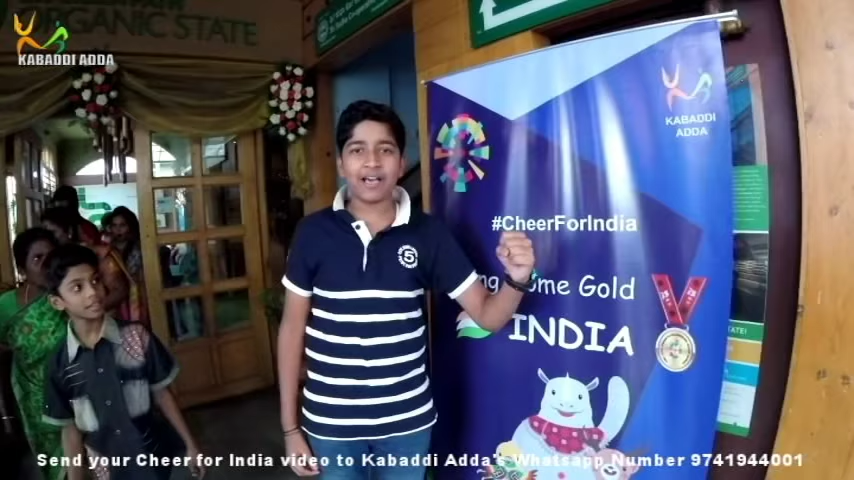 KABADDI ADDA
ORGANIC STATE
KABADDI
ADDA
#CheerForIndia
Home Gold
INDIA
5
Send your Cheer for India video to Kabaddi Adda's Whatsapp Number 9741944001